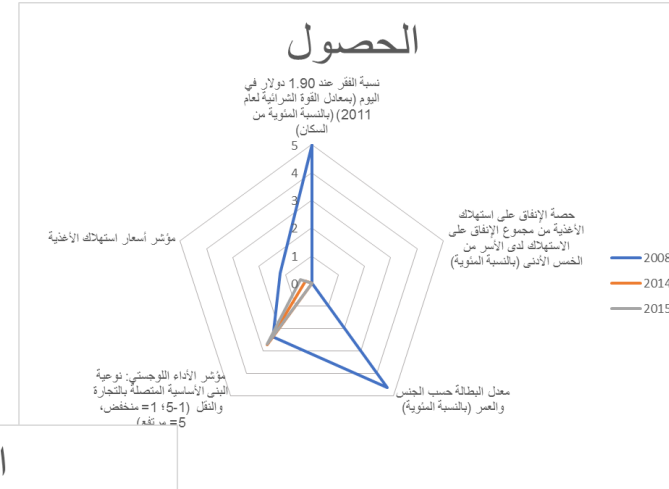 الحصول
نسبة الفقر عند 1.90 دولار في
اليوم (بمعادل القوة الشرائية لعام
2011) (بالنسبة المئوية من
السكان)
5
4
3
2
1
0
حصة الإنفاق على استهلاك
الأغذية من مجموع الإنفاق على
الاستهلاك لدى الأسر من
الخمس الأدنى (بالنسبة المئوية)
مؤشر أسعار استهلاك الأغذية
2008
2014
2015
معدل البطالة حسب الجنس
والعمر (بالنسبة المئوية)
مؤشر الأداء اللوجستي: نوعية
البنى الأساسية المتصلة بالتجارة
والنقل (1-5؛ 1= منخفض،
5= مرتفع)